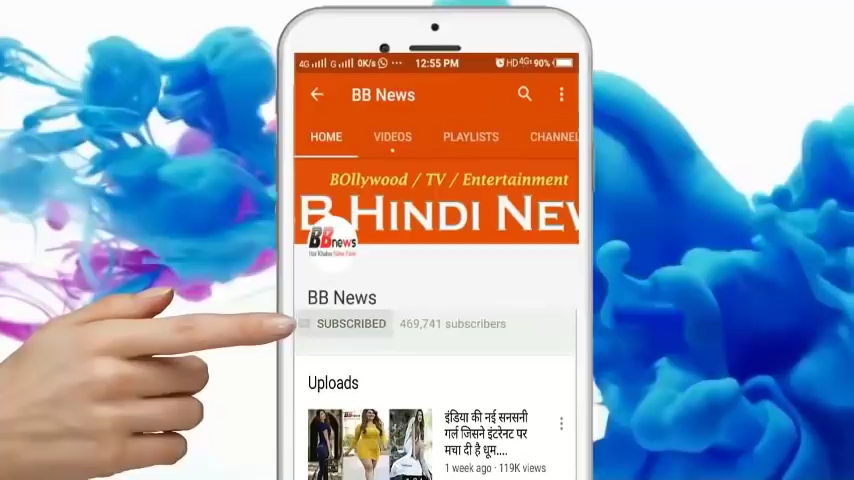 4G G 0K/s ... 12:55 PM HD 4G 90%
BB News
HOME VIDEOS PLAYLISTS CHANNEL
BOllywood / TV / Entertainment
BB HINDI NEW
BBnews
BB News
SUBSCRIBED 469,741 subscribers
Uploads
इंडिया की नई सनसनी
गर्ल जिसने इंटरनेट पर
मचा दी है धूम....
1 week ago · 119K views